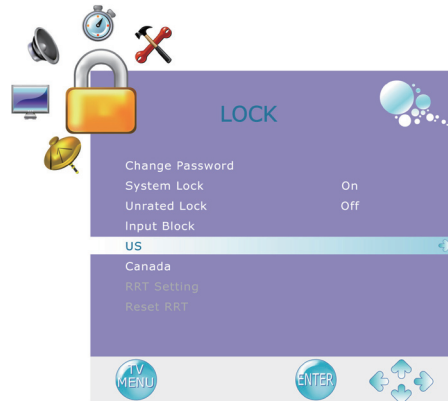 LOCK
Change Password
System Lock On
Unrated Lock Off
Input Block
US
Canada
RRT Setting
Reset RRT
TV
MENU
ENTER